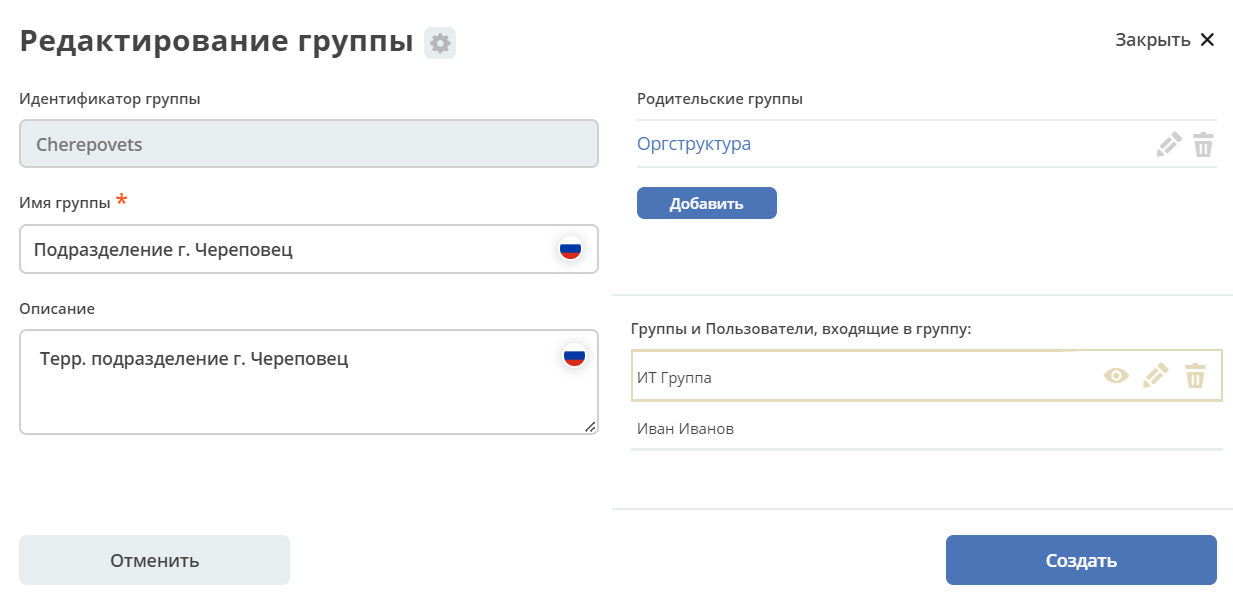 Редактирование группы
Закрыть
Идентификатор группы
Cherepovets
Имя группы *
Подразделение г. Череповец
Описание
Терр. подразделение г. Череповец
Родительские группы
Оргструктура
Добавить
Группы и Пользователи, входящие в группу:
ИТ Группа
Иван Иванов
Отменить
Создать